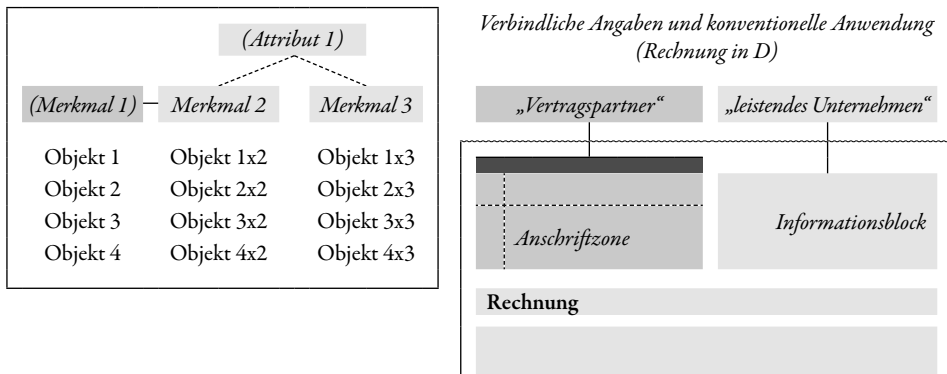 (Attribut 1)
(Merkmal 1) Merkmal 2 Merkmal 3
Objekt 1 Objekt 1x2 Objekt 1x3
Objekt 2 Objekt 2x2 Objekt 2x3
Objekt 3 Objekt 3x2 Objekt 3x3
Objekt 4 Objekt 4x2 Objekt 4x3
Verbindliche Angaben und konventionelle Anwendung
(Rechnung in D)
„Vertragspartner“ „leistendes Unternehmen“
Anschriftzone
Informationsblock
Rechnung